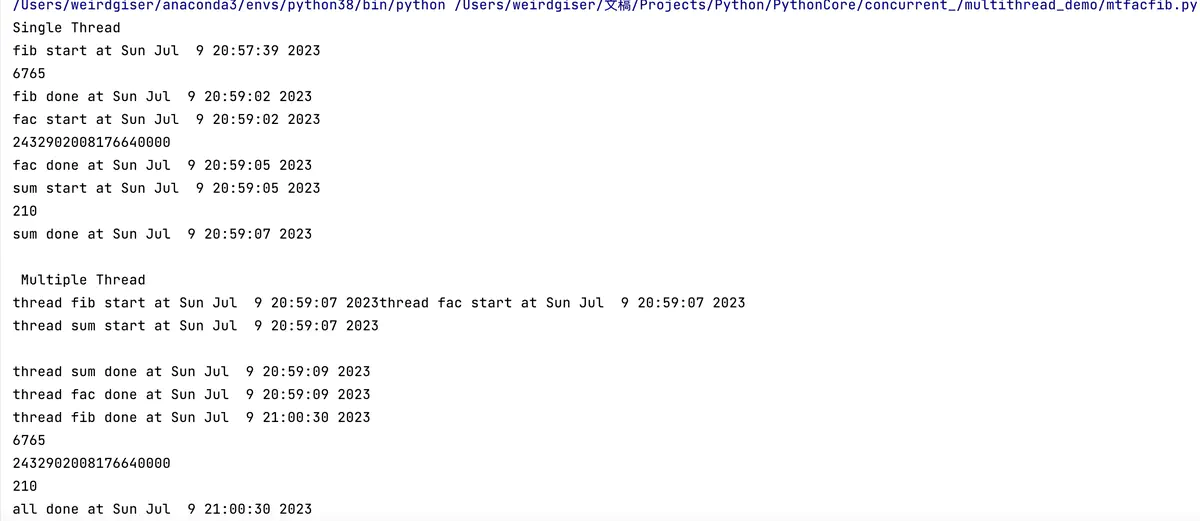 /Users/weirdgiser/anaconda3/envs/python38/bin/python /Users/weirdgiser/文稿/Projects/Python/PythonCore/concurrent_/multithread_demo/mtfacfib.py
Single Thread
fib start at Sun Jul  9 20:57:39 2023
6765
fib done at Sun Jul  9 20:59:02 2023
fac start at Sun Jul  9 20:59:02 2023
2432902008176640000
fac done at Sun Jul  9 20:59:05 2023
sum start at Sun Jul  9 20:59:05 2023
210
sum done at Sun Jul  9 20:59:07 2023
 Multiple Thread
thread fib start at Sun Jul  9 20:59:07 2023thread fac start at Sun Jul  9 20:59:07 2023
thread sum start at Sun Jul  9 20:59:07 2023
thread sum done at Sun Jul  9 20:59:09 2023
thread fac done at Sun Jul  9 20:59:09 2023
thread fib done at Sun Jul  9 21:00:30 2023
6765
2432902008176640000
210
all done at Sun Jul  9 21:00:30 2023